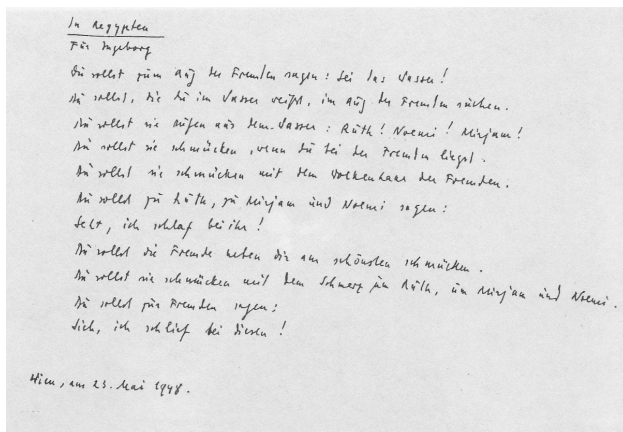 In Aegypten
Für Ingeborg
Du sollst zum Aug der Fremden sagen: Sei das Wasser!
Du sollst, die du im Wasser weißt, im Aug der Fremden suchen.
Du sollst sie rufen aus dem Wasser: Ruth! Noemi! Mirjam!
Du sollst sie schmücken, wenn du bei der Fremden liegst.
Du sollst sie schmücken mit dem Wolkenhaar der Fremden.
Du sollst zu Ruth, zu Mirjam und Noemi sagen:
Seht, ich schlaf bei ihr!
Du sollst die Fremde neben dir am schönsten schmücken.
Du sollst sie schmücken mit dem Schmerz um Ruth, um Mirjam und Noemi.
Du sollst zur Fremden sagen:
Sieh, ich schlief bei diesen!
Wien, am 23. Mai 1948.